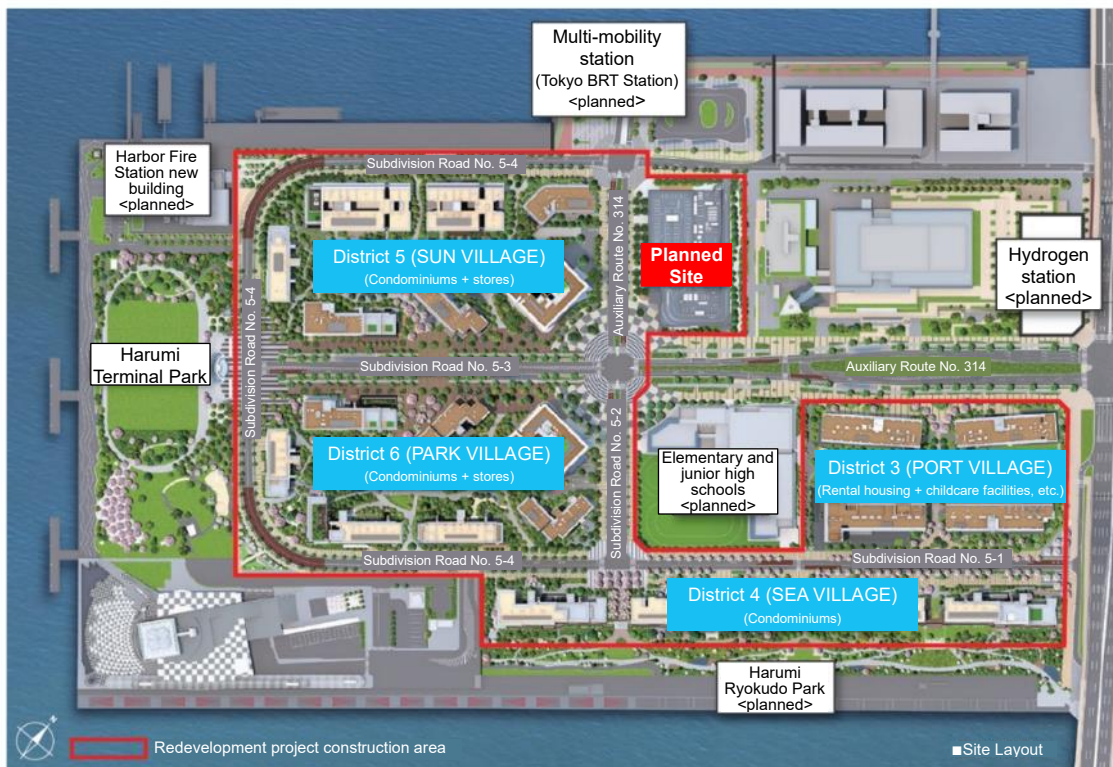 Multi-mobility
station
(Tokyo BRT Station)
<planned>
Harbor Fire
Station new
building
<planned>
Subdivision Road No. 5-4
District 5 (SUN VILLAGE)
(Condominiums + stores)
Auxiliary Route No. 314
Planned
Site
Hydrogen
station
<planned>
Subdivision Road No. 5-4
Harumi
Terminal Park
Subdivision Road No. 5-3
Auxiliary Route No. 314
District 6 (PARK VILLAGE)
(Condominiums + stores)
Subdivision Road No. 5-2
Elementary and
junior high
schools
<planned>
District 3 (PORT VILLAGE)
(Rental housing + childcare facilities, etc.)
Subdivision Road No. 5-4
Subdivision Road No. 5-1
District 4 (SEA VILLAGE)
(Condominiums)
Harumi
Ryokudo Park
<planned>
Redevelopment project construction area
■Site Layout